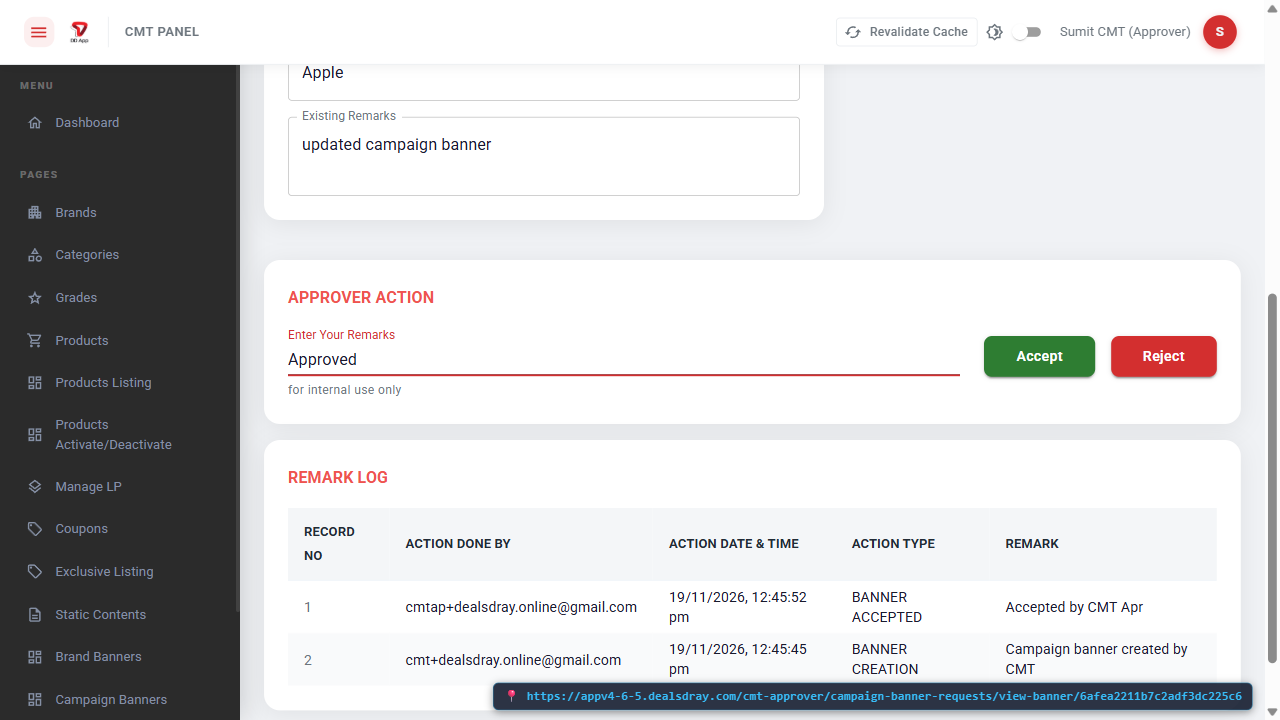 DD App
CMT PANEL
Revalidate Cache
Sumit CMT (Approver)
S
MENU
Dashboard
PAGES
Brands
Categories
Grades
Products
Products Listing
Products
Activate/Deactivate
Manage LP
Coupons
Exclusive Listing
Static Contents
Brand Banners
Campaign Banners
Apple
Existing Remarks
updated campaign banner
APPROVER ACTION
Enter Your Remarks
Approved
for internal use only
Accept
Reject
REMARK LOG
RECORD
NO
ACTION DONE BY
ACTION DATE & TIME
ACTION TYPE
REMARK
1
cmtap+dealsdray.online@gmail.com
19/11/2026, 12:45:52
pm
BANNER
ACCEPTED
Accepted by CMT Apr
2
cmt+dealsdray.online@gmail.com
19/11/2026, 12:45:45
pm
BANNER
CREATION
Campaign banner created by
CMT
https://appv4-6-5.dealsdray.com/cmt-approver/campaign-banner-requests/view-banner/6afea2211b7c2adf3dc225c6